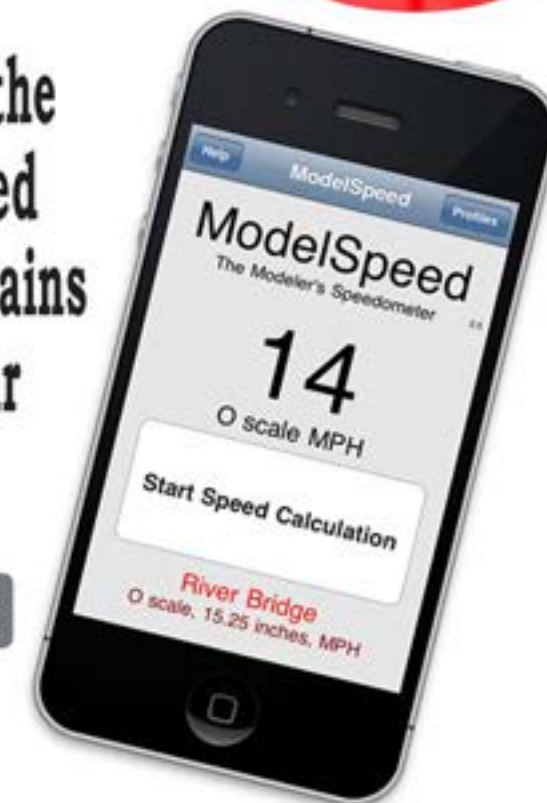 the
ed
ains
r
Help ModelSpeed Profiles
ModelSpeed
The Modeler's Speedometer
14
O scale MPH
Start Speed Calculation
River Bridge
O scale, 15.25 inches, MPH